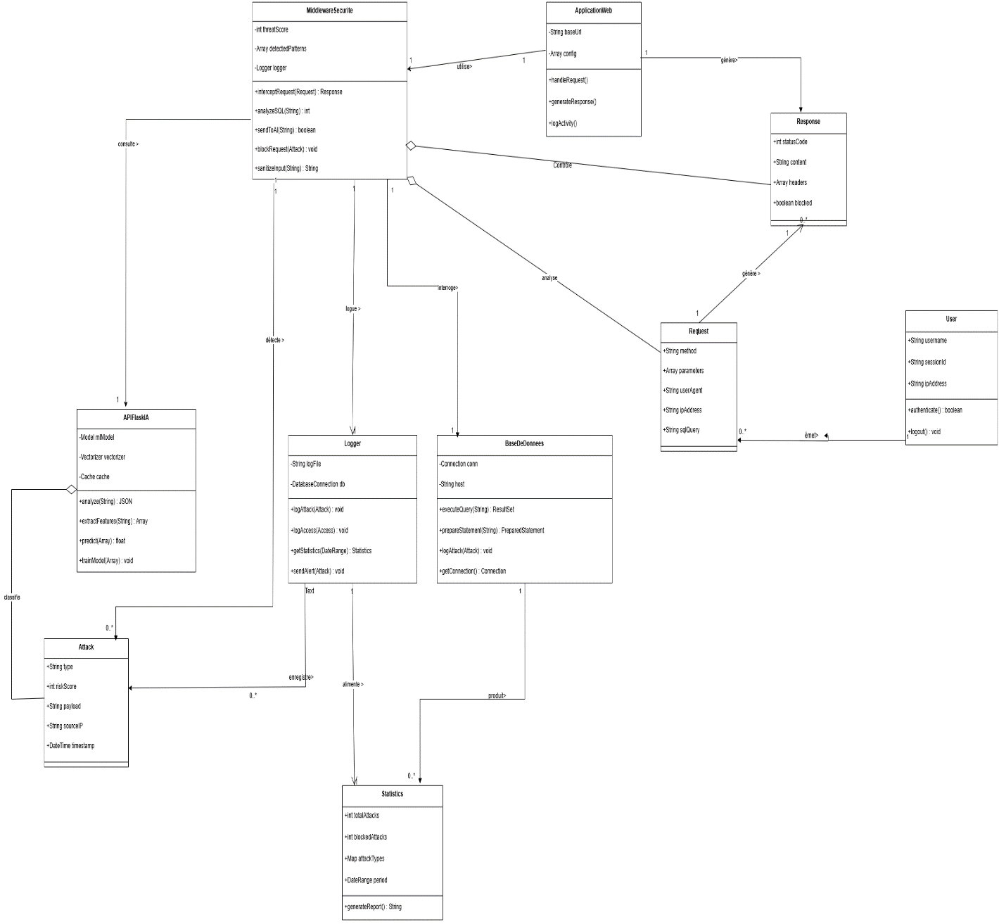 MiddlewareSecurite
-int threatScore
-Array detectedPatterns
-Logger logger
+interceptRequest(Request) : Response
+analyzeSQL(String) : int
+sendToAI(String) : boolean
+blockRequest(Attack) : void
+sanitizeInput(String) : String
ApplicationWeb
-String baseUrl
-Array config
+handleRequest()
+generateResponse()
+logActivity()
1
utilise>
1
1
génère>
Response
+int statusCode
+String content
+Array headers
+boolean blocked
0..*
1
Contrôle
consulte >
1
1
1
1
analyse
génère >
1
interroge>
logue >
détecte >
Request
+String method
+Array parameters
+String userAgent
+String ipAddress
+String sqlQuery
User
+String username
+String sessionId
+String ipAddress
+authenticate() : boolean
+logout() : void
0..*
émet>
1
1
APIFlaskIA
-Model mlModel
-Vectorizer vectorizer
-Cache cache
+analyze(String) : JSON
+extractFeatures(String) : Array
+predict(Array) : float
+trainModel(Array) : void
1
Logger
-String logFile
-DatabaseConnection db
+logAttack(Attack) : void
+logAccess(Access) : void
+getStatistics(DateRange) : Statistics
+sendAlert(Attack) : void
1
BaseDeDonnees
-Connection conn
-String host
+executeQuery(String) : ResultSet
+prepareStatement(String) : PreparedStatement
+logAttack(Attack) : void
+getConnection() : Connection
Text
1
1
classifie
0..*
Attack
+String type
+int riskScore
+String payload
+String sourceIP
+DateTime timestamp
enregistre>
0..*
alimente >
produit>
1
0..*
Statistics
+int totalAttacks
+int blockedAttacks
+Map attackTypes
+DateRange period
+generateReport() : String